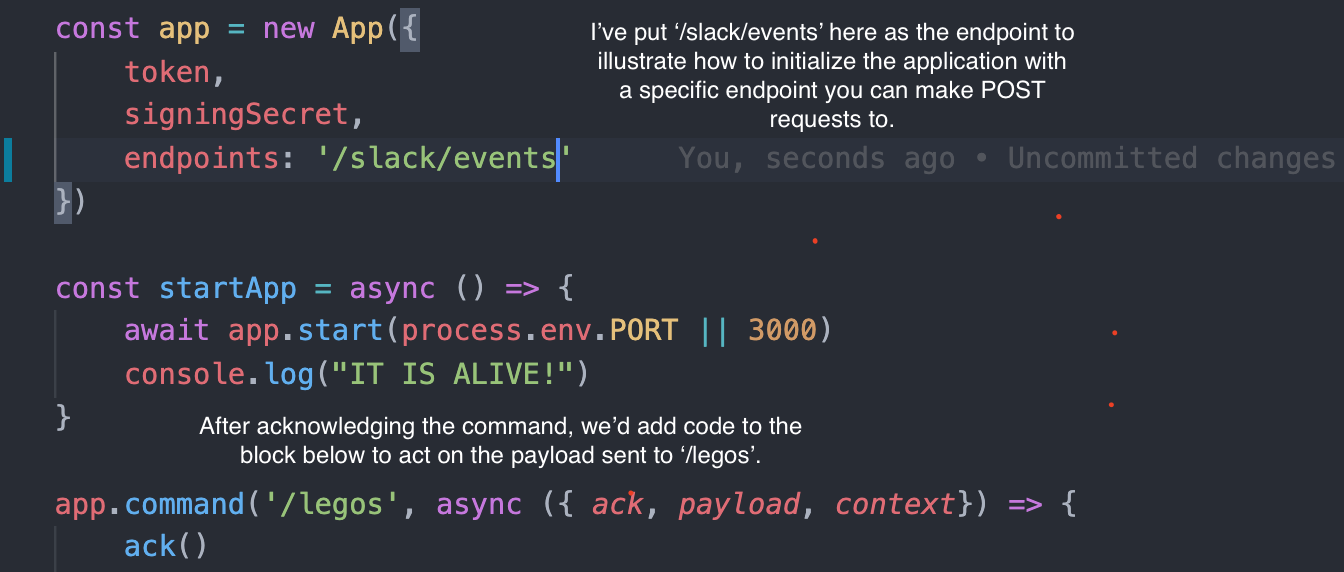 const app = new App({
I’ve put ‘/slack/events’ here as the endpoint to
illustrate how to initialize the application with
a specific endpoint you can make POST
requests to.
token,
signingSecret,
endpoints: '/slack/events'
You, seconds ago • Uncommitted changes
})
const startApp = async () => {
await app.start(process.env.PORT || 3000)
console.log("IT IS ALIVE!")
}
After acknowledging the command, we’d add code to the
block below to act on the payload sent to ‘/legos’.
app.command('/legos', async ({ ack, payload, context}) => {
ack()